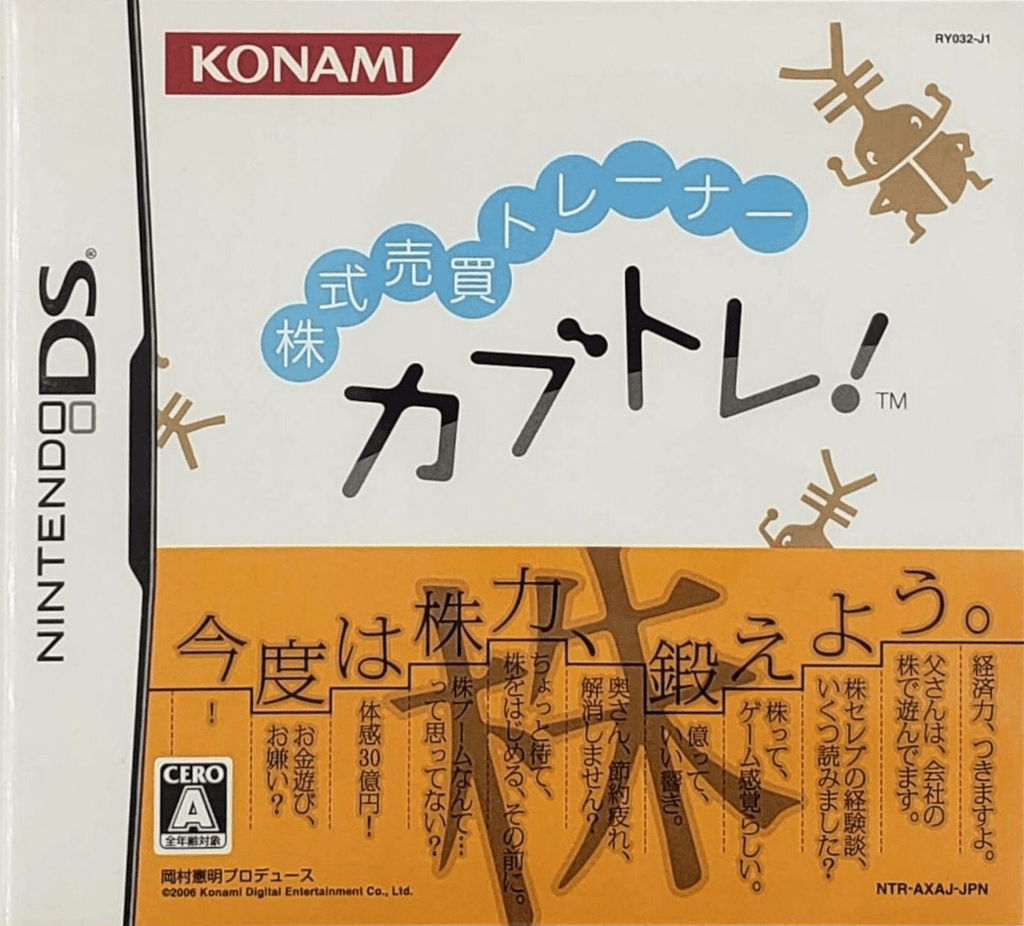 KONAMI
RY032-J1
株式売買トレーナー
カブトレ!™
NINTENDO DS®
今度は株力、鍛えよう。
経済力、つきますよ。
父さんは、会社の
株で遊んでます。
株セレブの経験談、
いくつ読みました?
株って、
ゲーム感覚らしい。
億って、
いい響き。
奥さん、節約疲れ、
解消しません?
ちょっと待て、
株をはじめる、その前に。
株ブームなんて…
って思ってない?
体感30億円!
お金遊び、
お嫌い?
!
株
CERO
A
全年齢対象
岡村憲明プロデュース
©2006 Konami Digital Entertainment Co., Ltd.
NTR-AXAJ-JPN